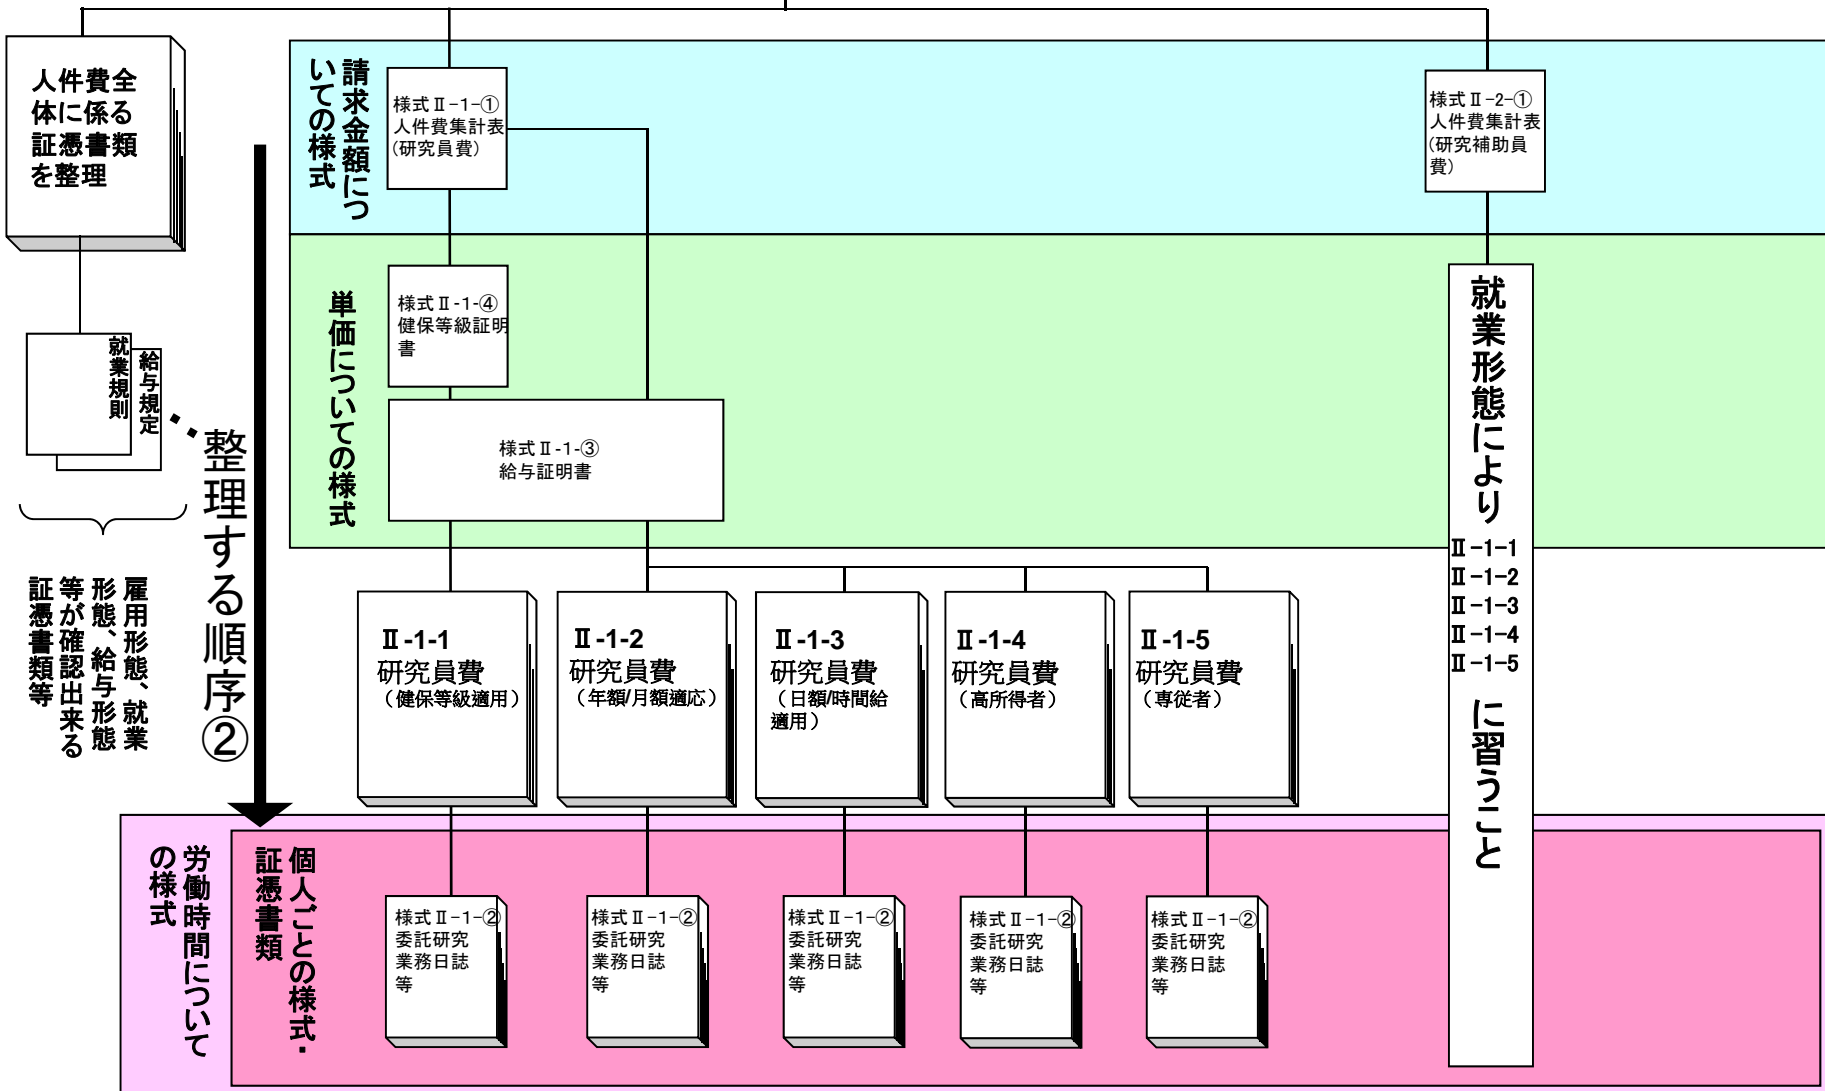 人件費全
体に係る
証憑書類
を整理
就業規則
給与規定
・・・
雇用形態、就業
形態、給与形態
等が確認出来る
証憑書類等
整理する順序②
請求金額につ
いての様式
様式Ⅱ-1-①
人件費集計表
(研究員費)
様式Ⅱ-2-①
人件費集計表
(研究補助員
費)
単価についての様式
様式Ⅱ-1-④
健保等級証明
書
様式Ⅱ-1-③
給与証明書
就業形態により
Ⅱ-1-1
Ⅱ-1-2
Ⅱ-1-3
Ⅱ-1-4
Ⅱ-1-5
に習うこと
Ⅱ-1-1
研究員費
(健保等級適用)
Ⅱ-1-2
研究員費
(年額/月額適応)
Ⅱ-1-3
研究員費
(日額/時間給
適用)
Ⅱ-1-4
研究員費
(高所得者)
Ⅱ-1-5
研究員費
(専従者)
労働時間について
の様式
個人ごとの様式・
証憑書類
様式Ⅱ-1-②
委託研究
業務日誌
等
様式Ⅱ-1-②
委託研究
業務日誌
等
様式Ⅱ-1-②
委託研究
業務日誌
等
様式Ⅱ-1-②
委託研究
業務日誌
等
様式Ⅱ-1-②
委託研究
業務日誌
等